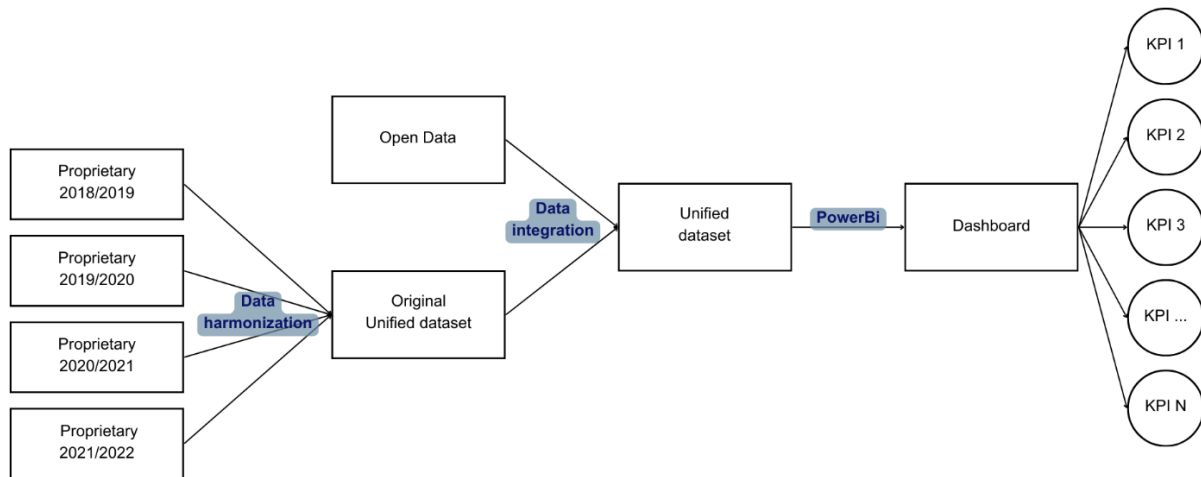 Proprietary
2018/2019
Proprietary
2019/2020
Proprietary
2020/2021
Proprietary
2021/2022
Data
harmonization
Open Data
Original
Unified dataset
Data
integration
Unified
dataset
PowerBi
Dashboard
KPI 1
KPI 2
KPI 3
KPI ...
KPI N